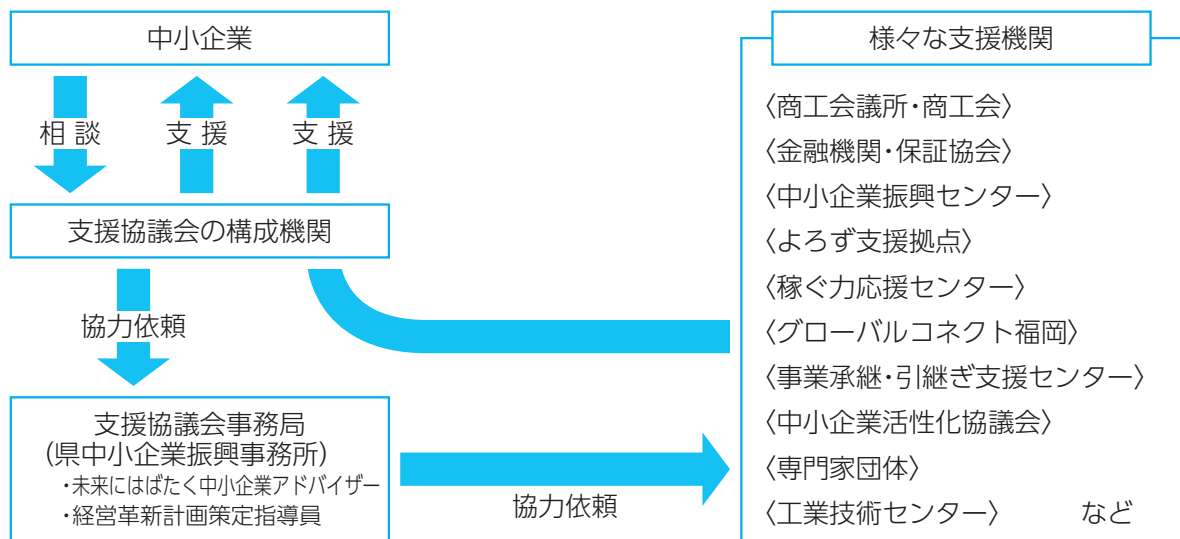 中小企業
相 談
支 援
支 援
支援協議会の構成機関
協力依頼
支援協議会事務局
(県中小企業振興事務所)
・未来にはばたく中小企業アドバイザー
・経営革新計画策定指導員
協力依頼
様々な支援機関
〈商工会議所・商工会〉
〈金融機関・保証協会〉
〈中小企業振興センター〉
〈よろず支援拠点〉
〈稼ぐ力応援センター〉
〈グローバルコネクト福岡〉
〈事業承継・引継ぎ支援センター〉
〈中小企業活性化協議会〉
〈専門家団体〉
〈工業技術センター〉 など